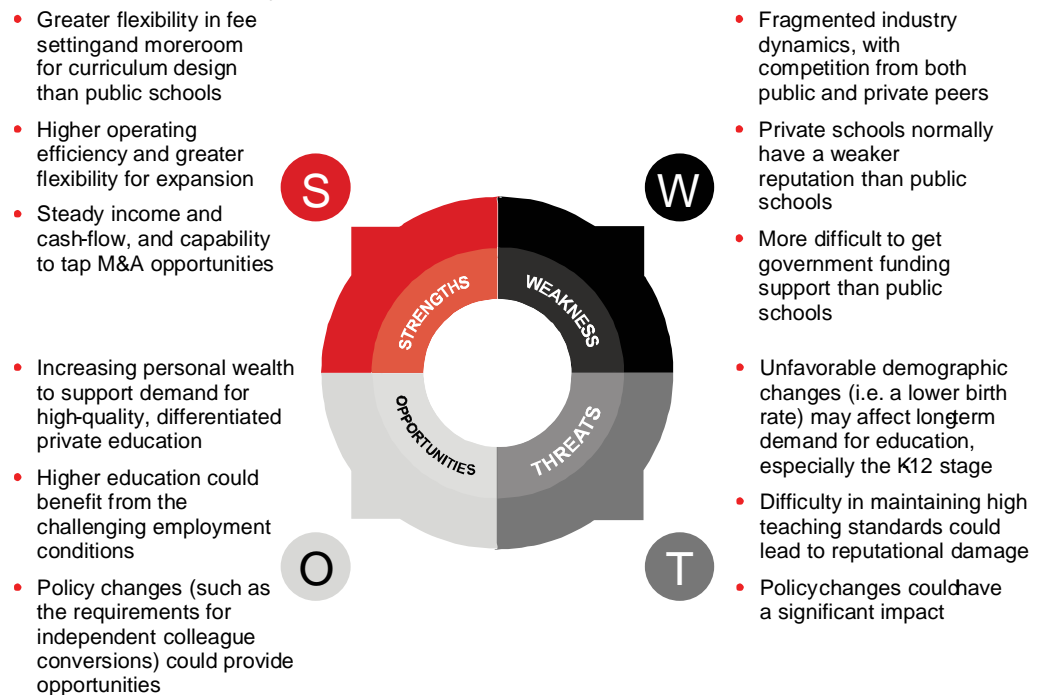 Greater flexibility in fee
settingand moreroom
for curriculum design
than public schools
Higher operating
efficiency and greater
flexibility for expansion
Steady income and
cash-flow, and capability
to tap M&A opportunities
S
W
Fragmented industry
dynamics, with
competition from both
public and private peers
Private schools normally
have a weaker
reputation than public
schools
More difficult to get
government funding
support than public
schools
STRENGTHS
WEAKNESS
OPPORTUNITIES
THREATS
Increasing personal wealth
to support demand for
high-quality, differentiated
private education
Higher education could
benefit from the
challenging employment
conditions
Policy changes (such as
the requirements for
independent colleague
conversions) could provide
opportunities
O
T
Unfavorable demographic
changes (i.e. a lower birth
rate) may affect long-term
demand for education,
especially the K-12 stage
Difficulty in maintaining high
teaching standards could
lead to reputational damage
Policychanges couldhave
a significant impact